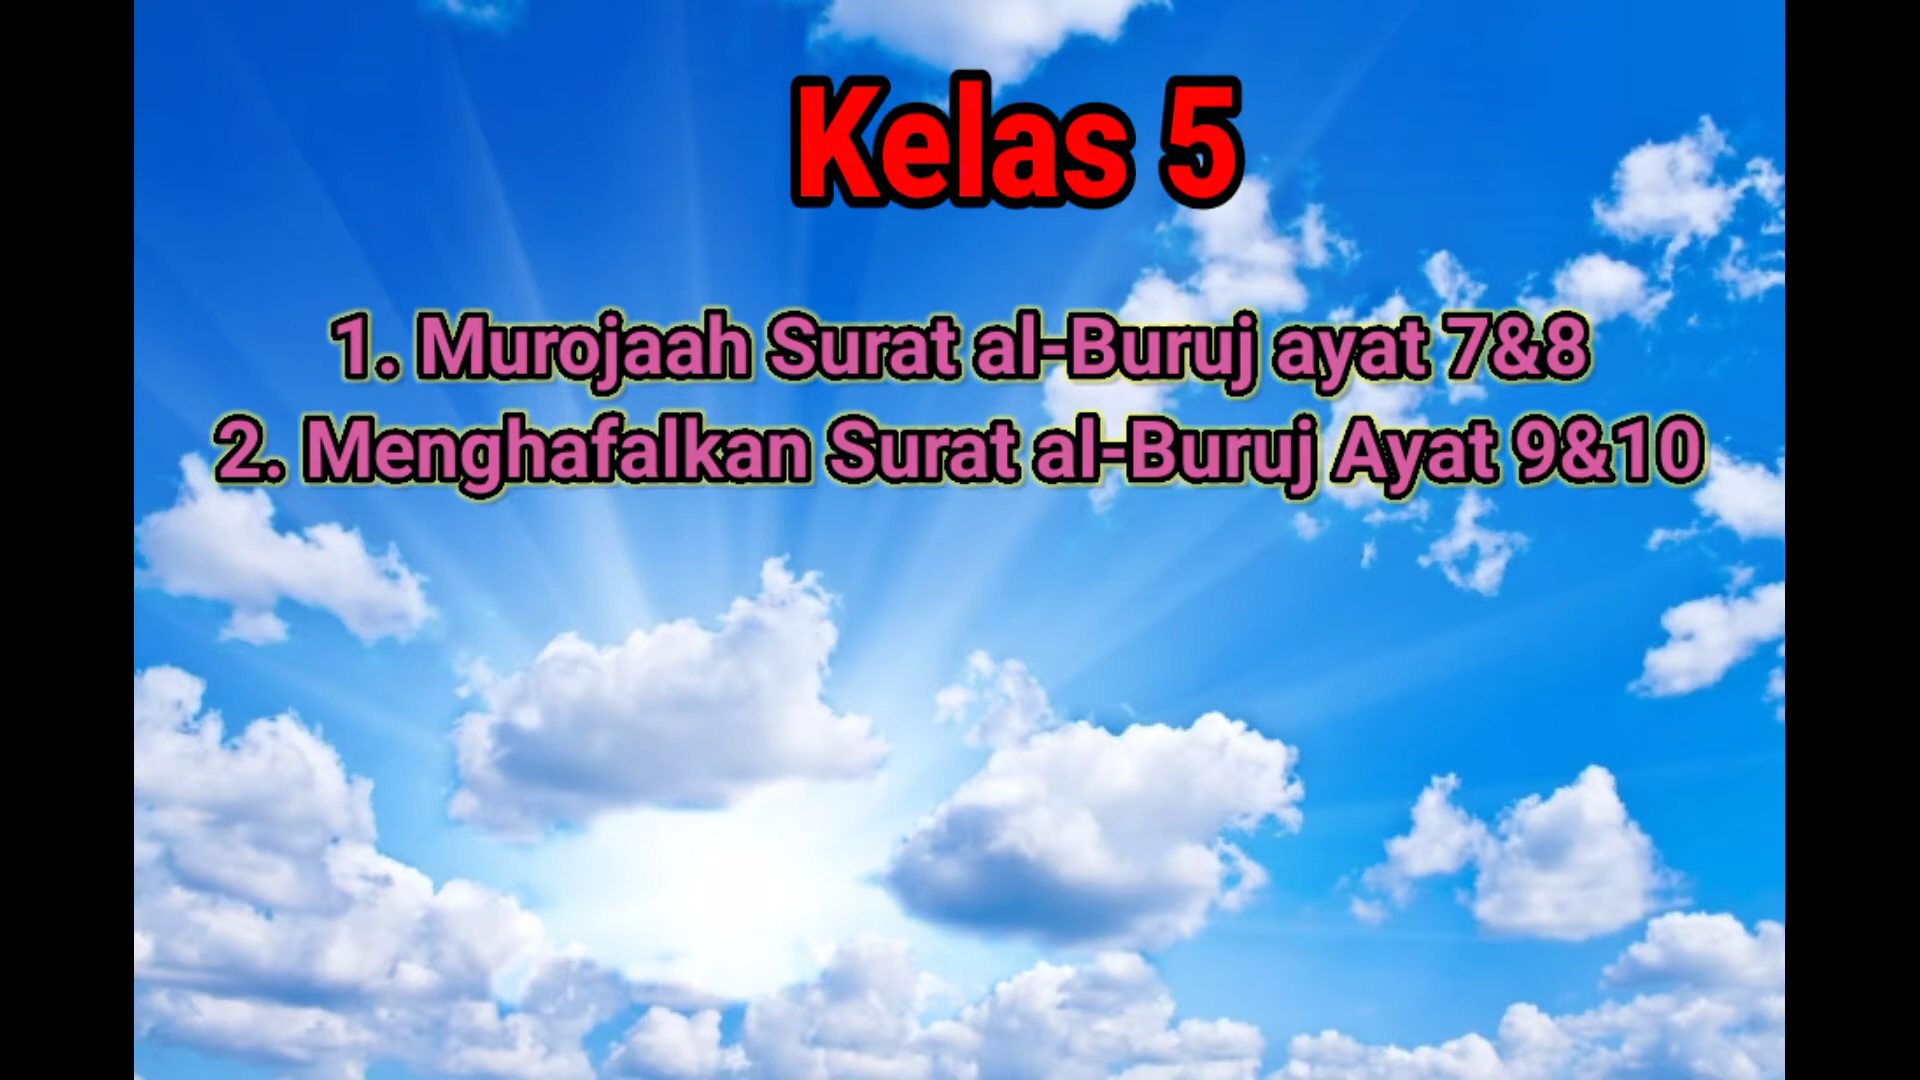 Kelas 5
1. Murojaah Surat al-Buruj ayat 7&8
2. Menghafalkan Surat al-Buruj Ayat 9&10